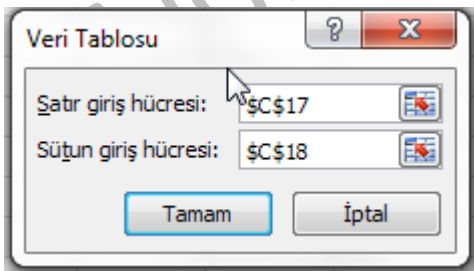 Veri Tablosu
Satır giriş hücresi: $C$17
Sütun giriş hücresi: $C$18
Tamam İptal